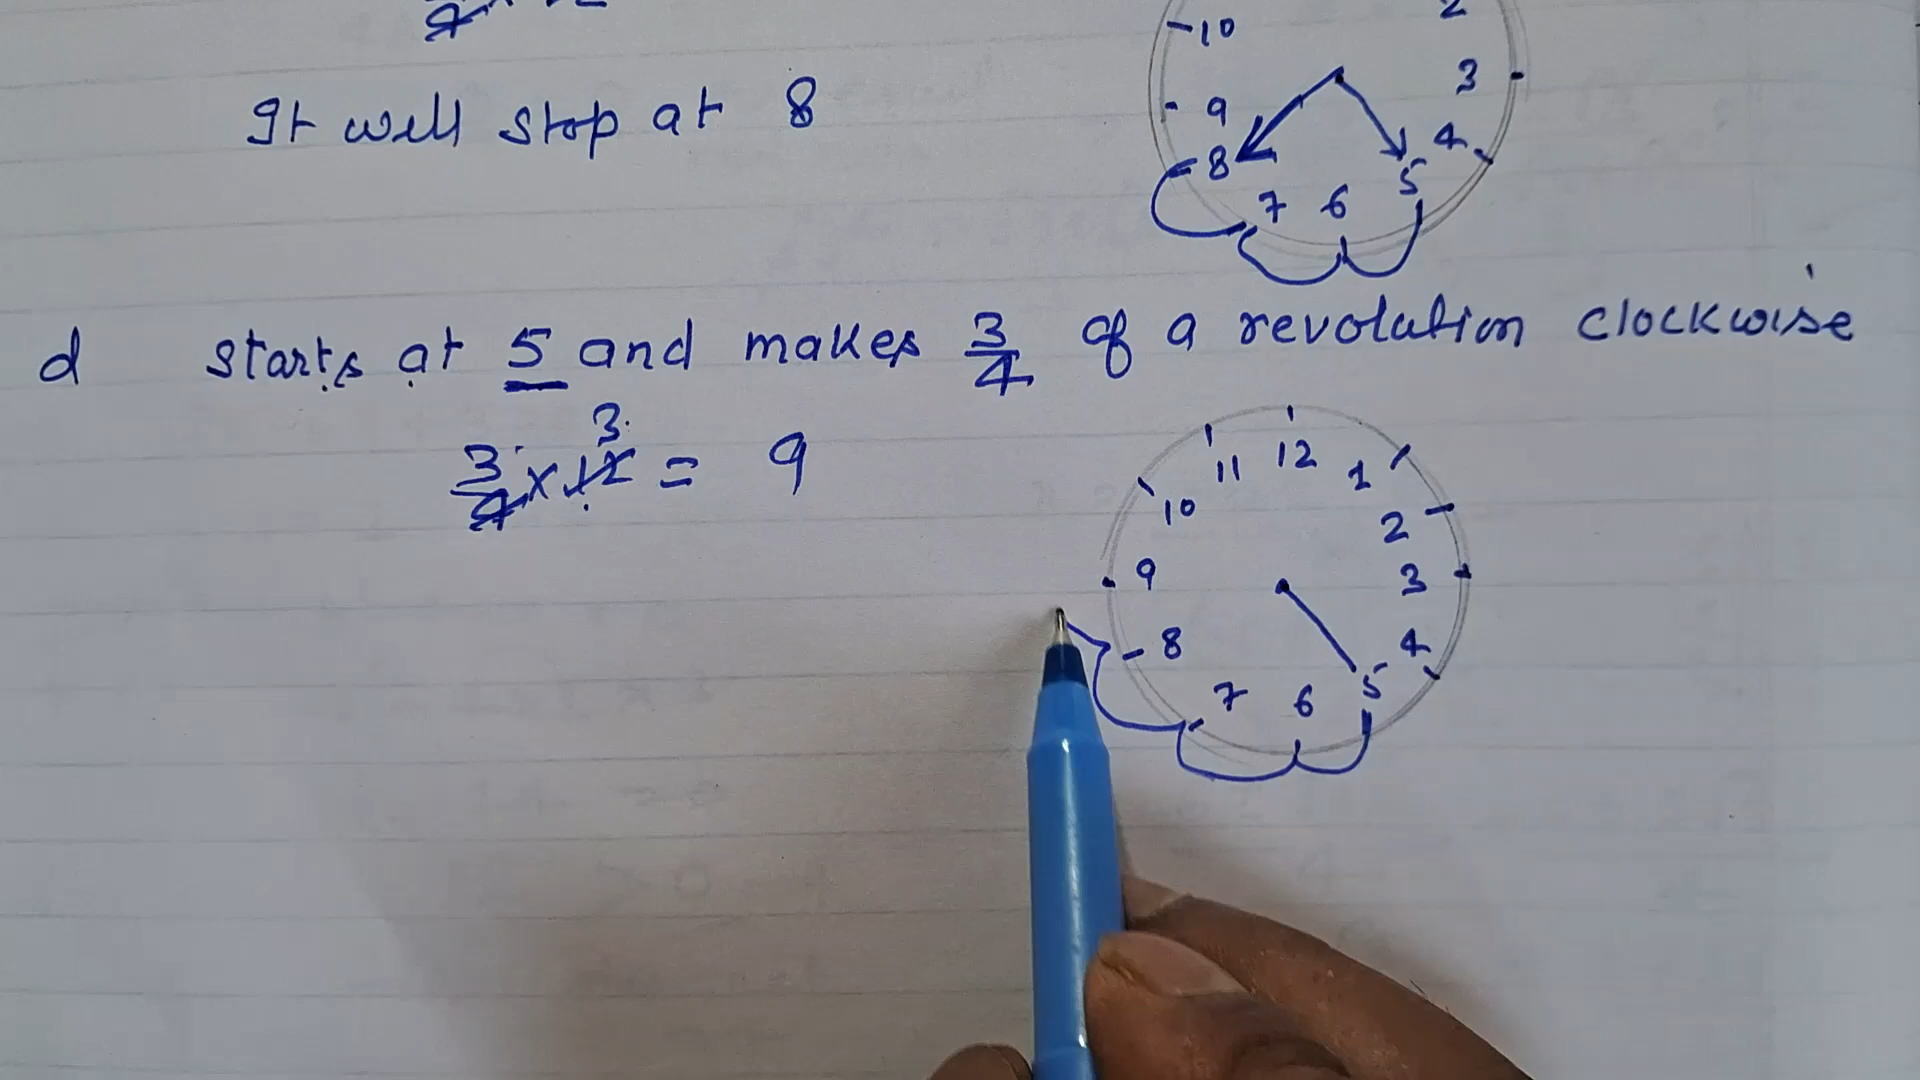 It will stop at 8
10 2
9 3
8 4
7 6 5
d starts at 5 and makes 3/4 of a revolution clockwise
3
3/4 x 12 = 9
11 12 1
10 2
9 3
8 4
7 6 5